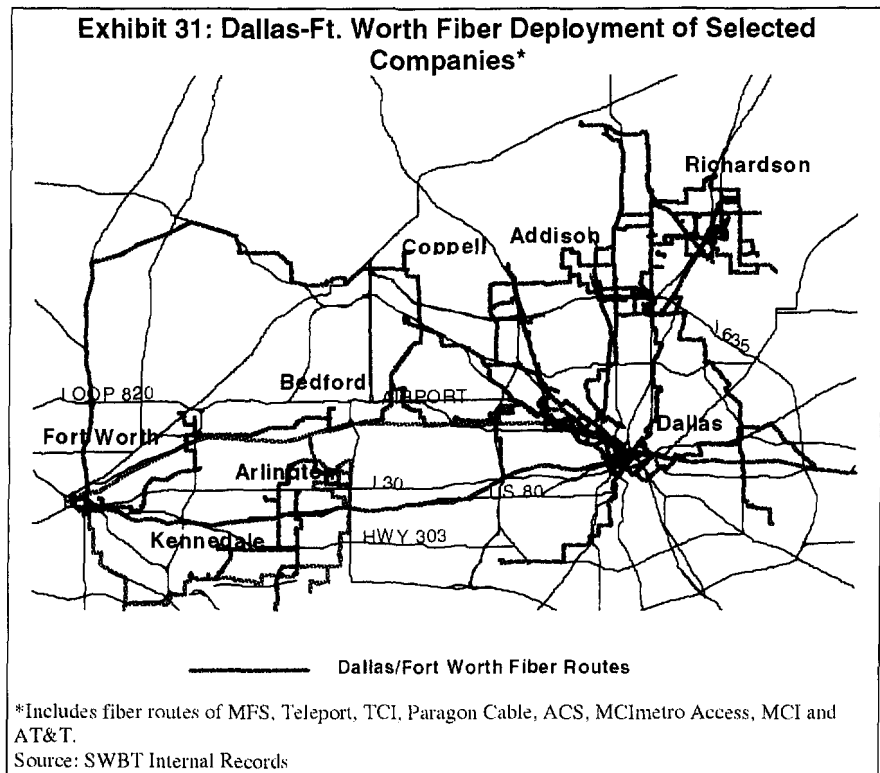 Exhibit 31: Dallas-Ft. Worth Fiber Deployment of Selected
Companies*
Richardson
Addison
Coppell
I635
Bedford
LOOP 820
AIRPORT
Dallas
Fort Worth
Arlington
I30
US 80
Kennedale
HWY 303
Dallas/Fort Worth Fiber Routes
*Includes fiber routes of MFS, Teleport, TCI, Paragon Cable, ACS, MCImetro Access, MCI and
AT&T.
Source: SWBT Internal Records